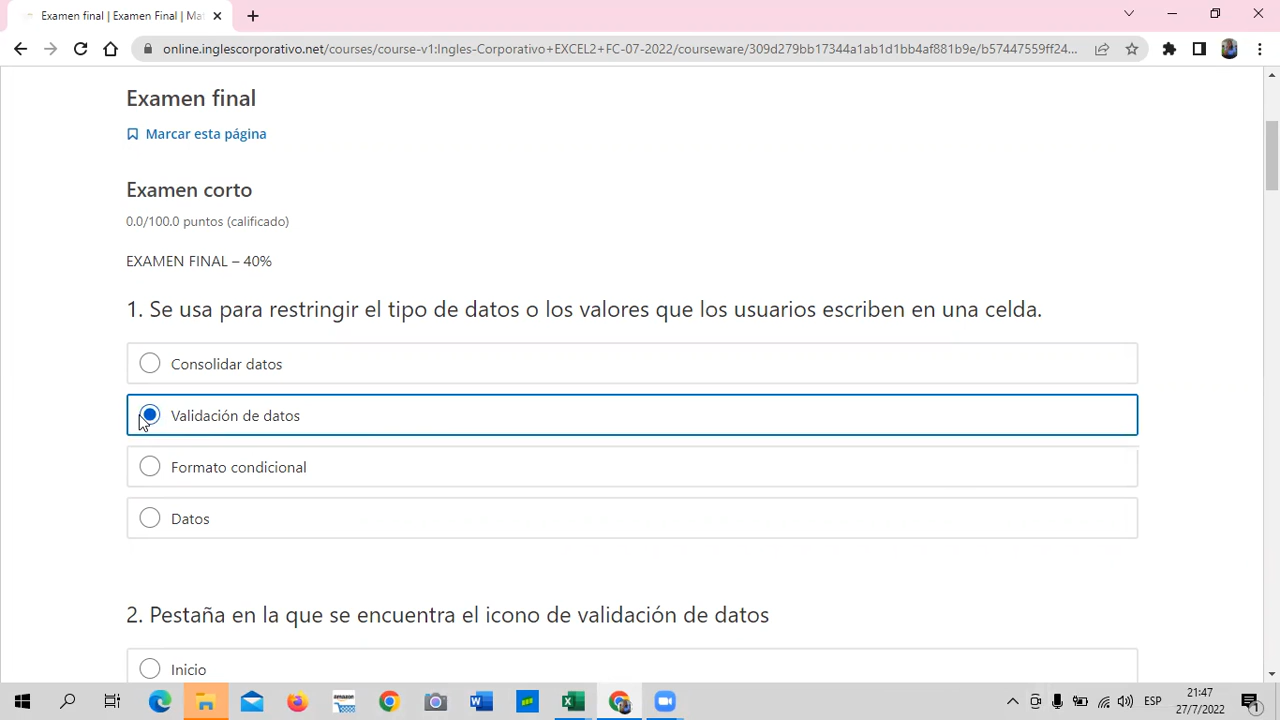 Examen final | Examen Final | Ma
online.inglescorporativo.net/courses/course-v1:Ingles-Corporativo+EXCEL2+FC-07-2022/courseware/309d279bb17344a1ab1d1bb4af881b9e/b57447559ff24...
Examen final
Marcar esta página
Examen corto
0.0/100.0 puntos (calificado)
EXAMEN FINAL – 40%
1. Se usa para restringir el tipo de datos o los valores que los usuarios escriben en una celda.
Consolidar datos
Validación de datos
Formato condicional
Datos
2. Pestaña en la que se encuentra el icono de validación de datos
Inicio
amazon
ESP
21:47
27/7/2022
1